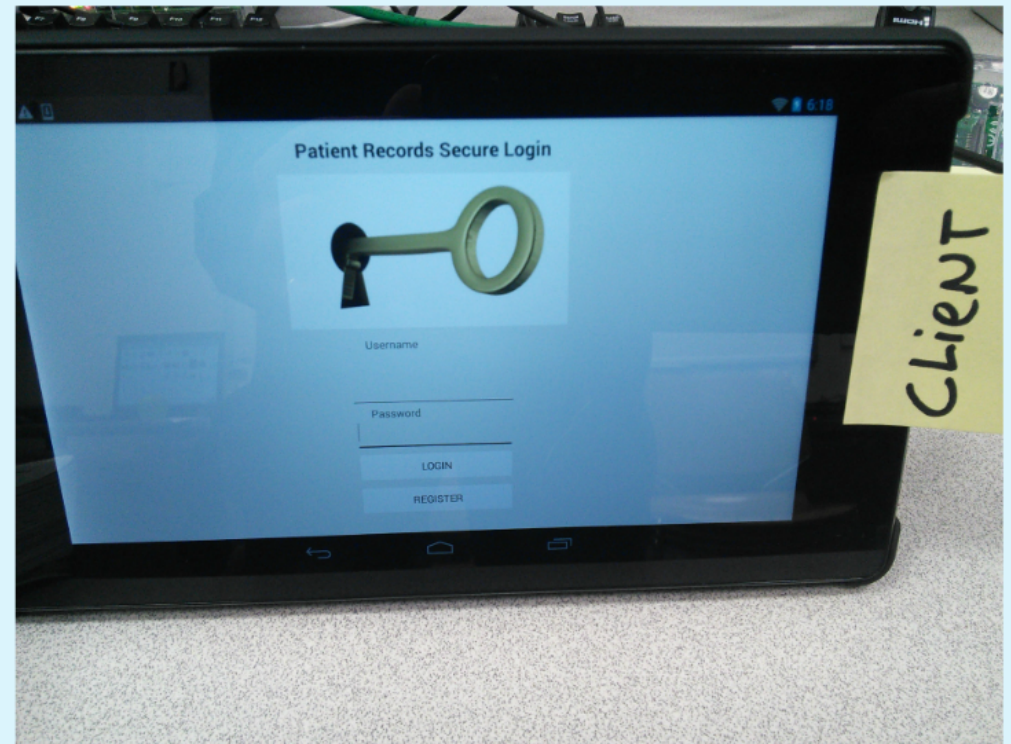 6:18
Patient Records Secure Login
Username
Password
LOGIN
REGISTER
CLient